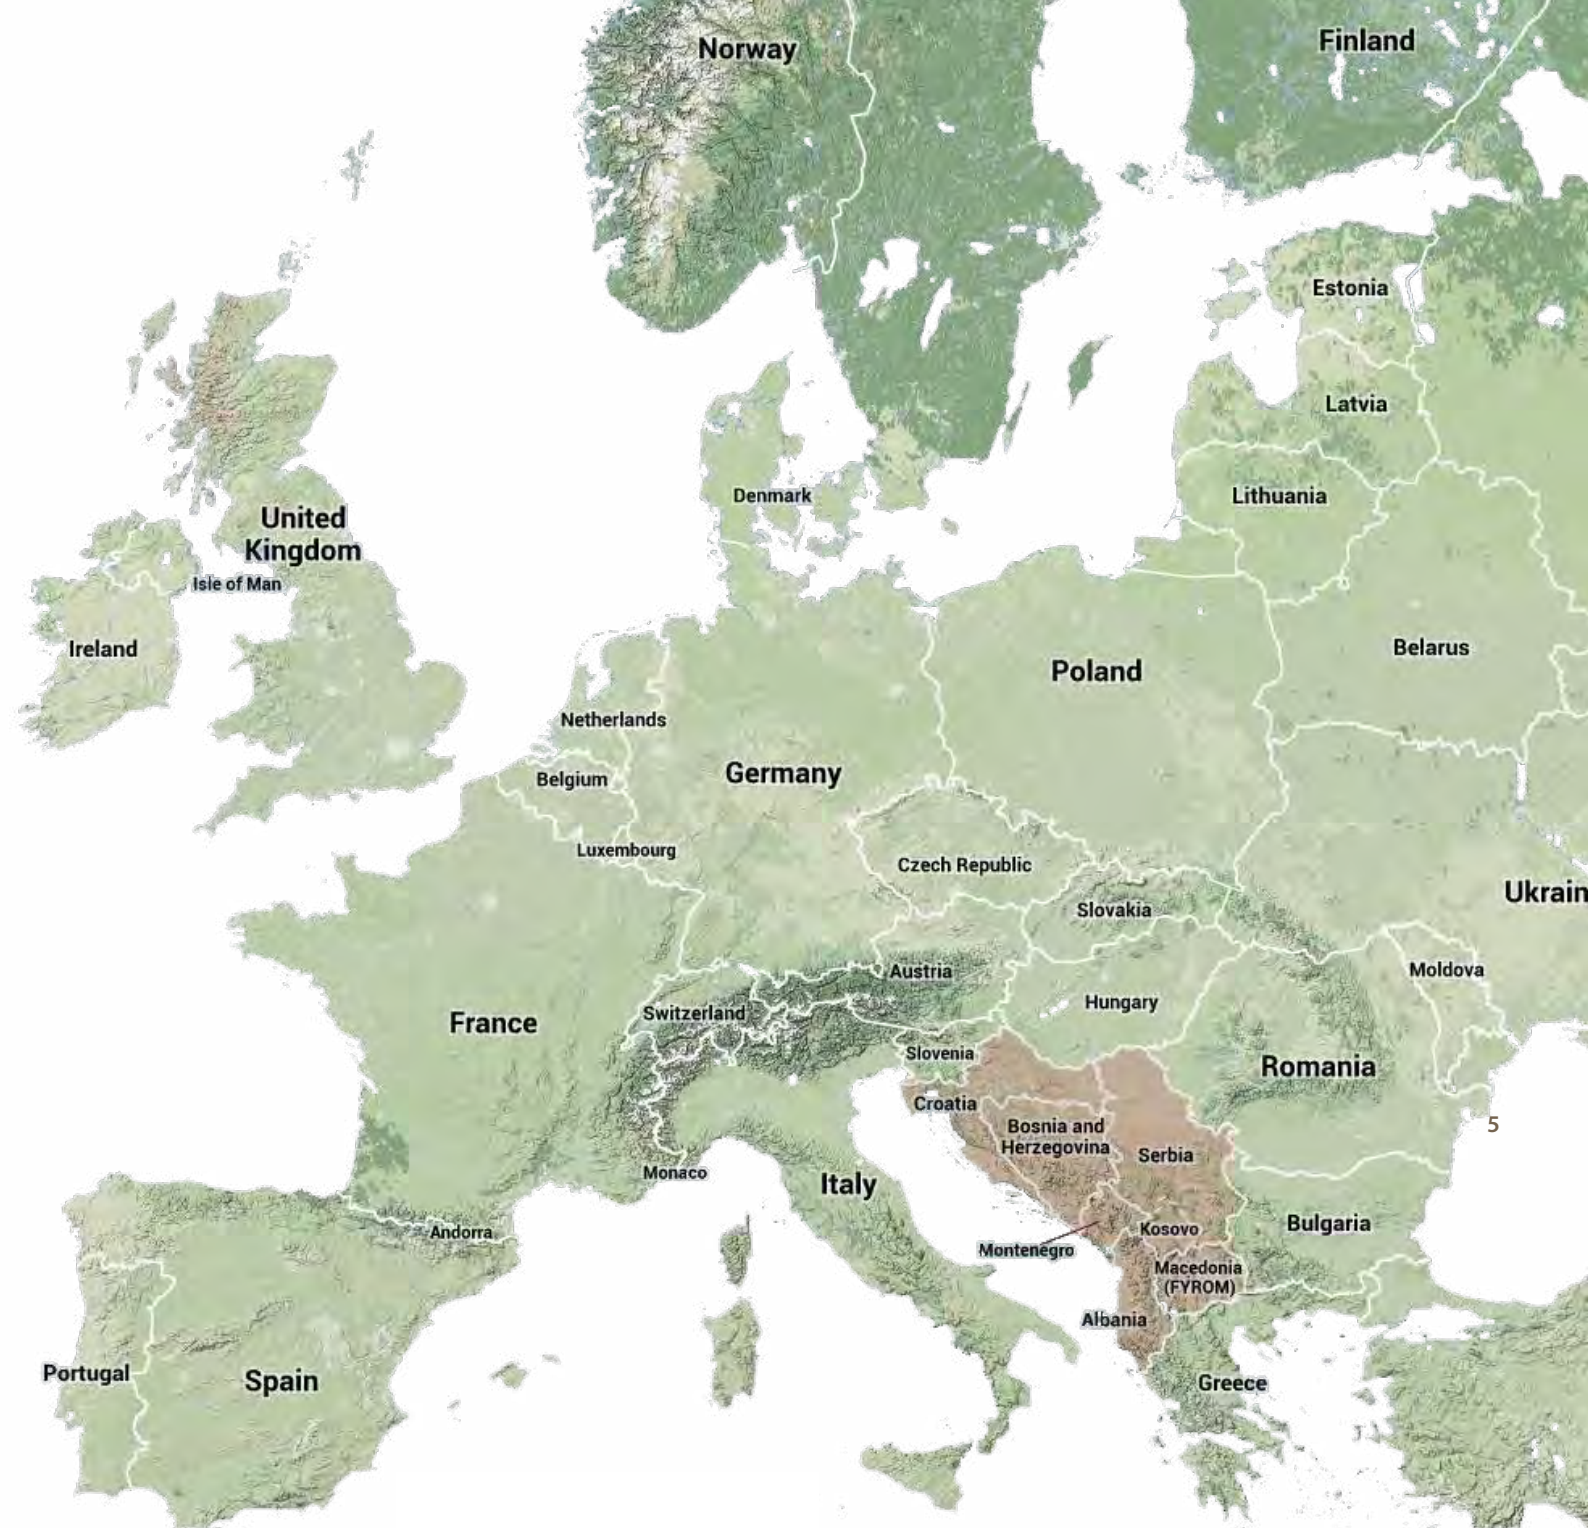 Norway
Finland
Estonia
Latvia
Denmark
Lithuania
United
Kingdom
Isle of Man
Ireland
Belarus
Poland
Netherlands
Germany
Belgium
Luxembourg
Czech Republic
Ukrain
Slovakia
Austria
Moldova
Hungary
Switzerland
France
Slovenia
Romania
Croatia
5
Bosnia and
Herzegovina
Serbia
Monaco
Italy
Andorra
Kosovo
Bulgaria
Montenegro
Macedonia
(FYROM)
Albania
Portugal
Spain
Greece